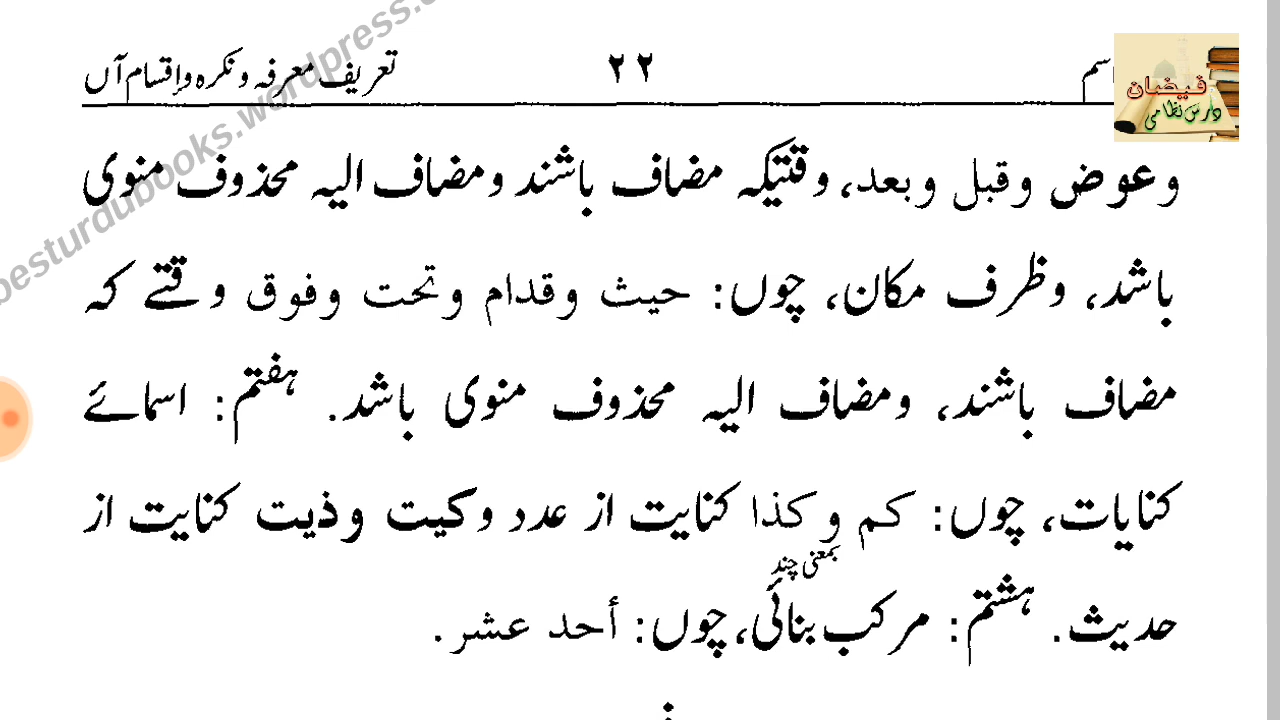 تعریف معرفہ و نکرہ واقسام آں
۲۲
اسم
فیضان
درس نظامی
besturdubooks.wordpress.c
وعوض وقبل وبعد، وقتیکہ مضاف باشند ومضاف الیہ محذوف منوی
باشد، وظرف مکان، چوں: حیث وقدام وتحت وفوق وقتے کہ
مضاف باشند، ومضاف الیہ محذوف منوی باشد. ہفتم: اسمائے
کنایات، چوں: کم وکذا کنایت از عدد وکیت وذیت کنایت از
بمعنی چند
حدیث. ہشتم: مرکب بنائی، چوں: أحد عشر.